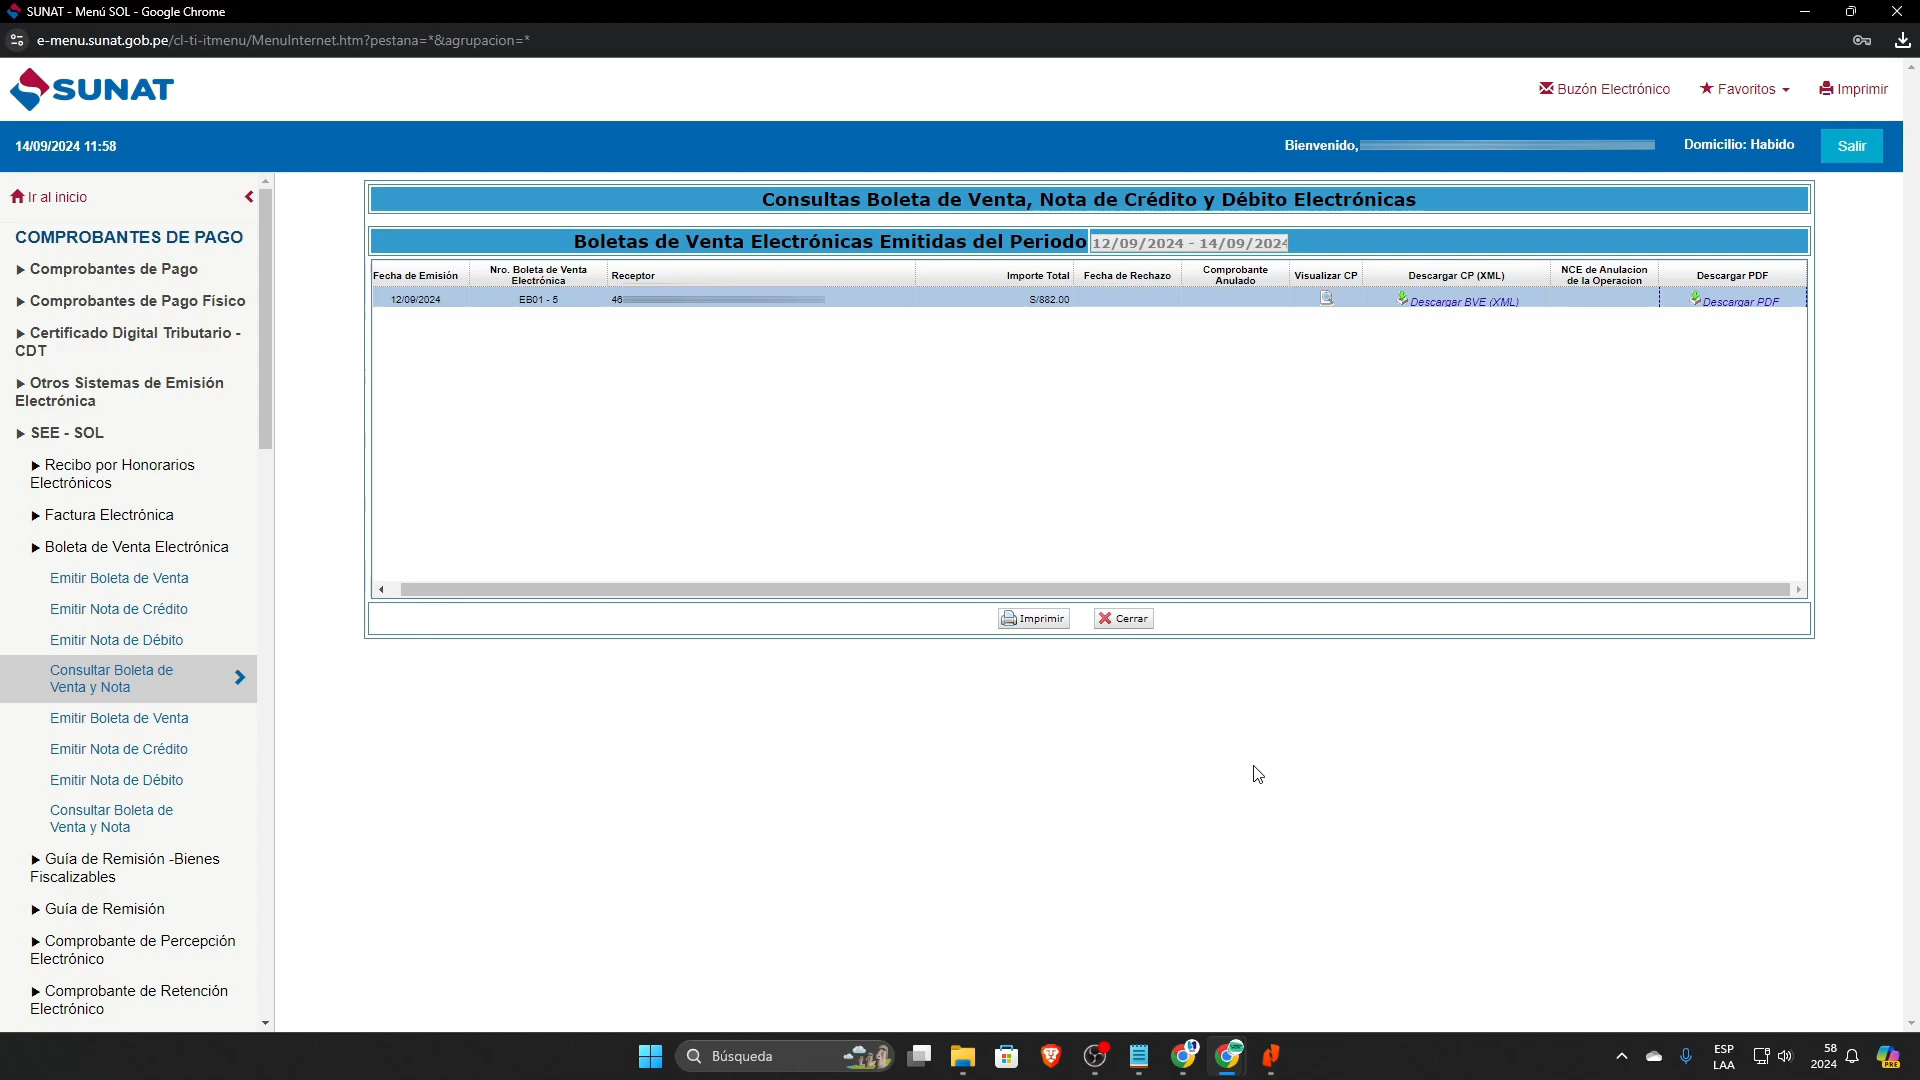 SUNAT - Menú SOL - Google Chrome
e-menu.sunat.gob.pe/cl-ti-itmenu/MenuInternet.htm?pestana=*&agrupacion=*
SUNAT
Buzón Electrónico
Favoritos
Imprimir
14/09/2024 11:58
Bienvenido,
Domicilio: Habido
Salir
Ir al inicio
COMPROBANTES DE PAGO
Comprobantes de Pago
Comprobantes de Pago Físico
Certificado Digital Tributario -
CDT
Otros Sistemas de Emisión
Electrónica
SEE - SOL
Recibo por Honorarios
Electrónicos
Factura Electrónica
Boleta de Venta Electrónica
Emitir Boleta de Venta
Emitir Nota de Crédito
Emitir Nota de Débito
Consultar Boleta de
Venta y Nota
Emitir Boleta de Venta
Emitir Nota de Crédito
Emitir Nota de Débito
Consultar Boleta de
Venta y Nota
Guía de Remisión -Bienes
Fiscalizables
Guía de Remisión
Comprobante de Percepción
Electrónico
Comprobante de Retención
Electrónico
Consultas Boleta de Venta, Nota de Crédito y Débito Electrónicas
Boletas de Venta Electrónicas Emitidas del Periodo 12/09/2024 - 14/09/2024
Fecha de Emisión
Nro. Boleta de Venta
Electrónica
Receptor
Importe Total
Fecha de Rechazo
Comprobante
Anulado
Visualizar CP
Descargar CP (XML)
NCE de Anulacion
de la Operacion
Descargar PDF
12/09/2024
EB01 - 5
46
S/882.00
Descargar BVE (XML)
Descargar PDF
Imprimir
Cerrar
Búsqueda
ESP
LAA
58
2024
PRE